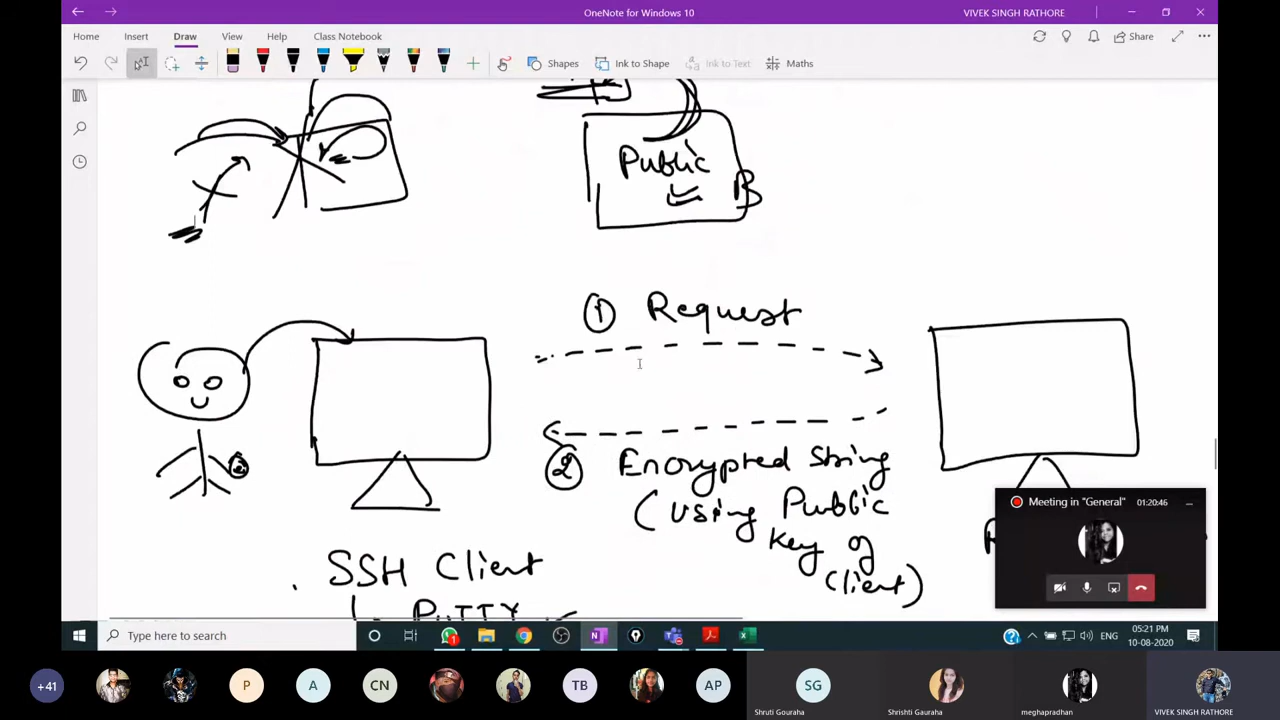 OneNote for Windows 10
VIVEK SINGH RATHORE
Home Insert Draw View Help Class Notebook
Share
Shapes
Ink to Shape
Ink to Text
Maths
Public
B
① Request
② Encrypted String
(Using Public
Key of
Client)
SSH Client
PuTTY
Meeting in "General" 01:20:46
Type here to search
ENG
05:21 PM
10-08-2020
+41
P
A
CN
TB
AP
SG
Shruti Gouraha
Shrishti Gauraha
meghapradhan
VIVEK SINGH RATHORE